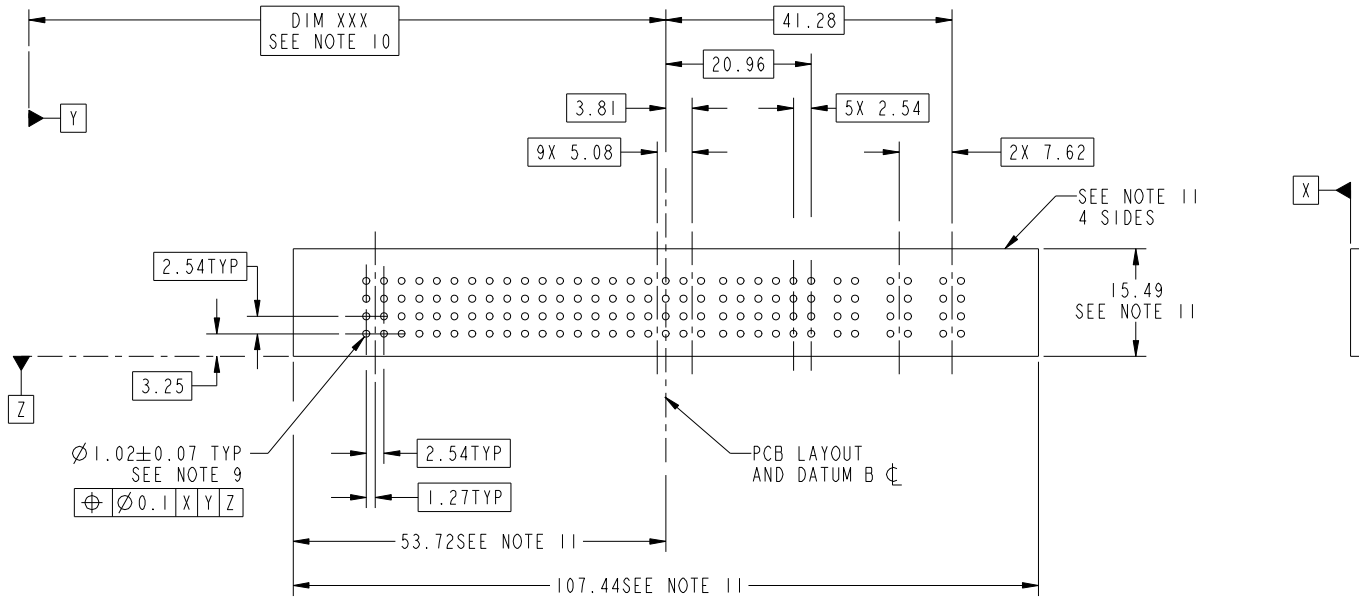 DIM XXX
SEE NOTE 10
41.28
20.96
3.81
5X 2.54
Y
9X 5.08
2X 7.62
X
SEE NOTE 11
4 SIDES
2.54TYP
15.49
SEE NOTE 11
3.25
Z
Ø1.02±0.07 TYP
SEE NOTE 9
⌖ Ø0.1 X Y Z
2.54TYP
1.27TYP
PCB LAYOUT
AND DATUM B ℄
53.72SEE NOTE 11
107.44SEE NOTE 11